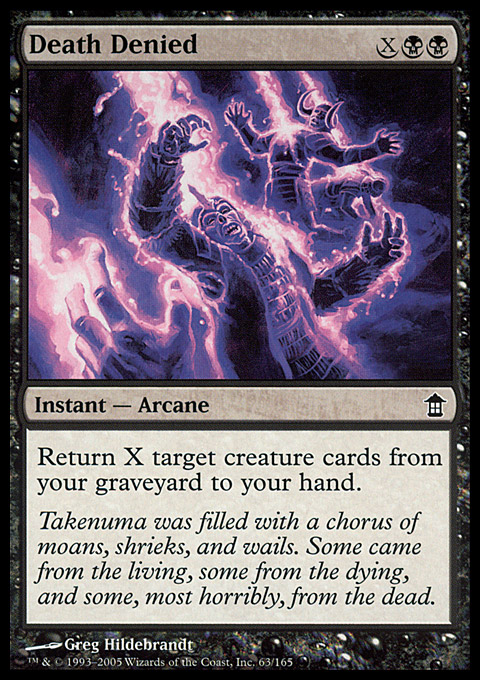 Death Denied X
Instant — Arcane
Return X target creature cards from
your graveyard to your hand.
Takenuma was filled with a chorus of
moans, shrieks, and wails. Some came
from the living, some from the dying,
and some, most horribly, from the dead.
Greg Hildebrandt
™ & © 1993–2005 Wizards of the Coast, Inc. 63/165